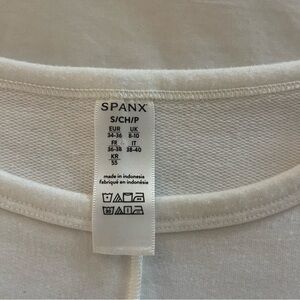 SPANX
S/CH/P
EUR UK
34-36 8-10
FR IT
36-38 38-40
KR
55
made in indonesia
fabriqué en indonésie